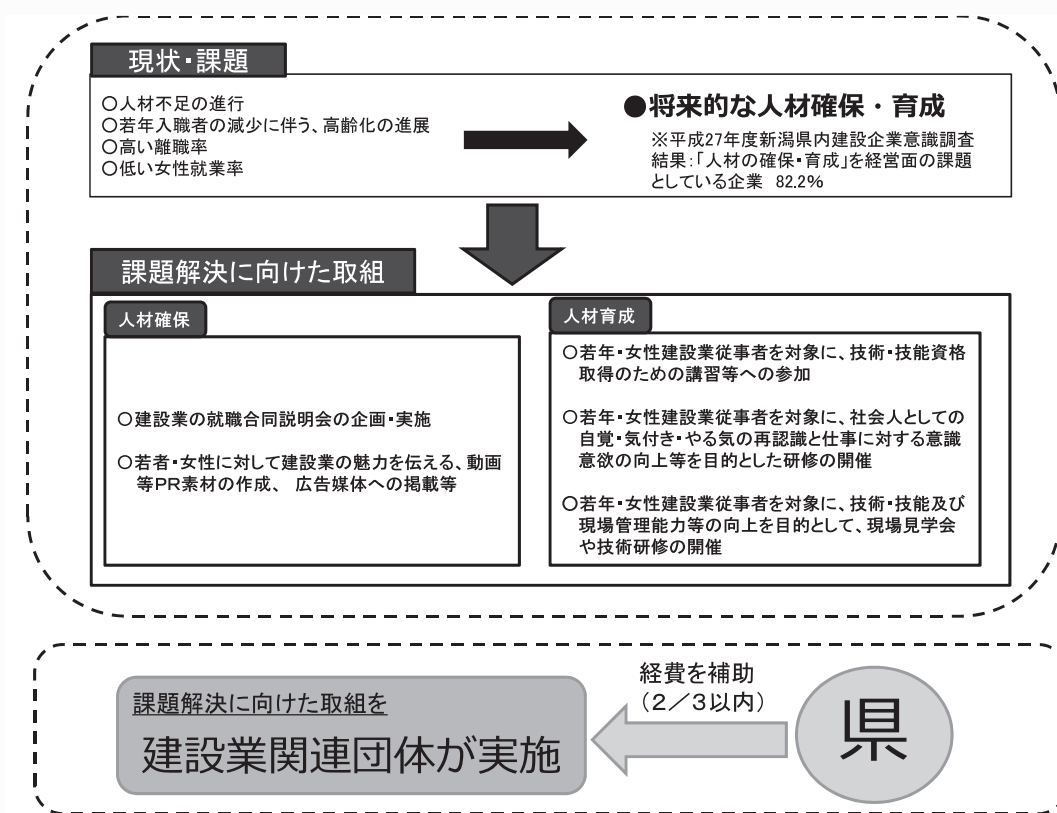 現状・課題
○人材不足の進行
○若年入職者の減少に伴う、高齢化の進展
○高い離職率
○低い女性就業率
●将来的な人材確保・育成
※平成27年度新潟県内建設企業意識調査
結果:「人材の確保・育成」を経営面の課題
としている企業 82.2%
課題解決に向けた取組
人材確保
○建設業の就職合同説明会の企画・実施
○若者・女性に対して建設業の魅力を伝える、動画
等PR素材の作成、 広告媒体への掲載等
人材育成
○若年・女性建設業従事者を対象に、技術・技能資格
取得のための講習等への参加
○若年・女性建設業従事者を対象に、社会人としての
自覚・気付き・やる気の再認識と仕事に対する意識
意欲の向上等を目的とした研修の開催
○若年・女性建設業従事者を対象に、技術・技能及び
現場管理能力等の向上を目的として、現場見学会
や技術研修の開催
課題解決に向けた取組を
建設業関連団体が実施
経費を補助
(2/3以内)
県